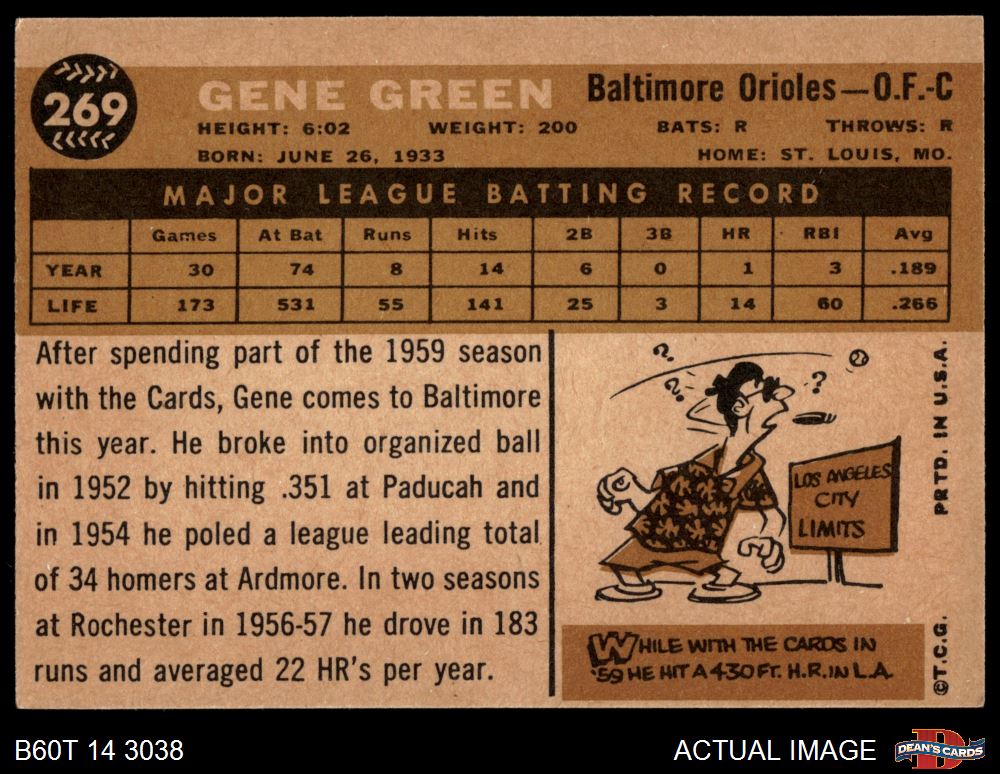 269
GENE GREEN
Baltimore Orioles—O.F.-C
HEIGHT: 6:02 WEIGHT: 200 BATS: R THROWS: R
BORN: JUNE 26, 1933 HOME: ST. LOUIS, MO.
MAJOR LEAGUE BATTING RECORD
Games At Bat Runs Hits 2B 3B HR RBI Avg
YEAR 30 74 8 14 6 0 1 3 .189
LIFE 173 531 55 141 25 3 14 60 .266
After spending part of the 1959 season
with the Cards, Gene comes to Baltimore
this year. He broke into organized ball
in 1952 by hitting .351 at Paducah and
in 1954 he poled a league leading total
of 34 homers at Ardmore. In two seasons
at Rochester in 1956-57 he drove in 183
runs and averaged 22 HR's per year.
? ? ?
LOS ANGELES
CITY
LIMITS
WHILE WITH THE CARDS IN
'59 HE HIT A 430 FT. H.R. IN L.A.
PRTD. IN U.S.A.
©T.C.G.
B60T 14 3038
ACTUAL IMAGE
D
DEAN'S CARDS